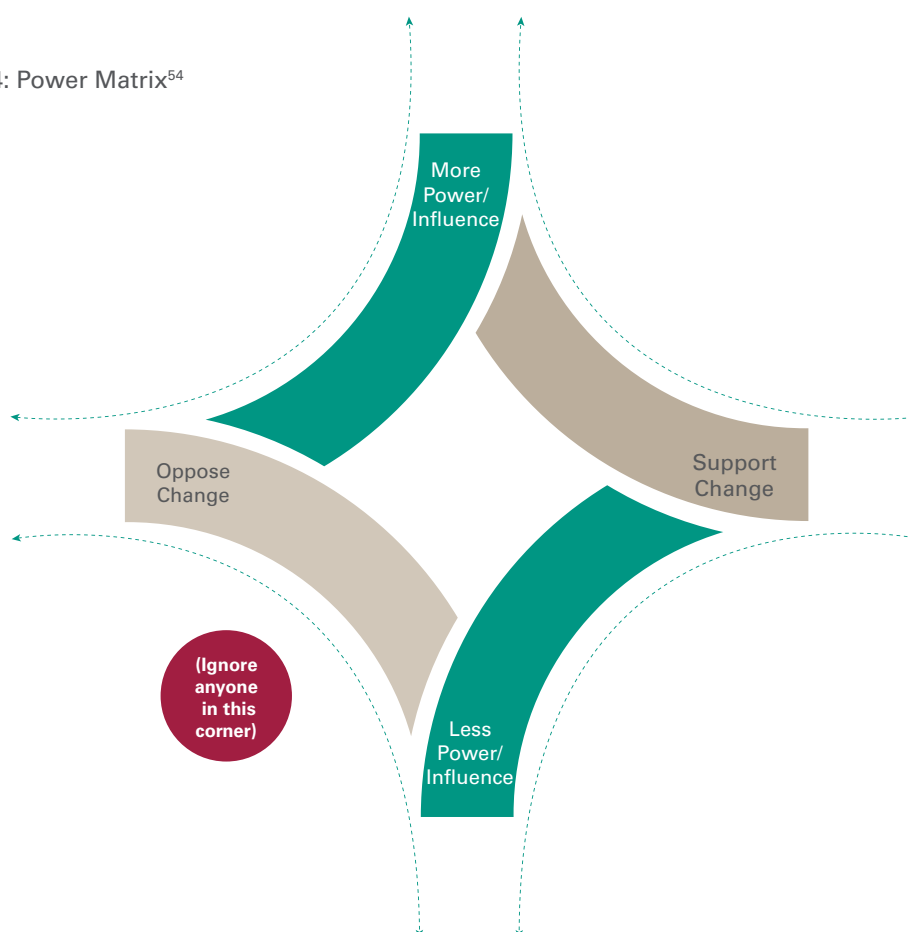 4: Power Matrix54
More
Power/
Influence
Support
Change
Oppose
Change
(Ignore
anyone
in this
corner)
Less
Power/
Influence